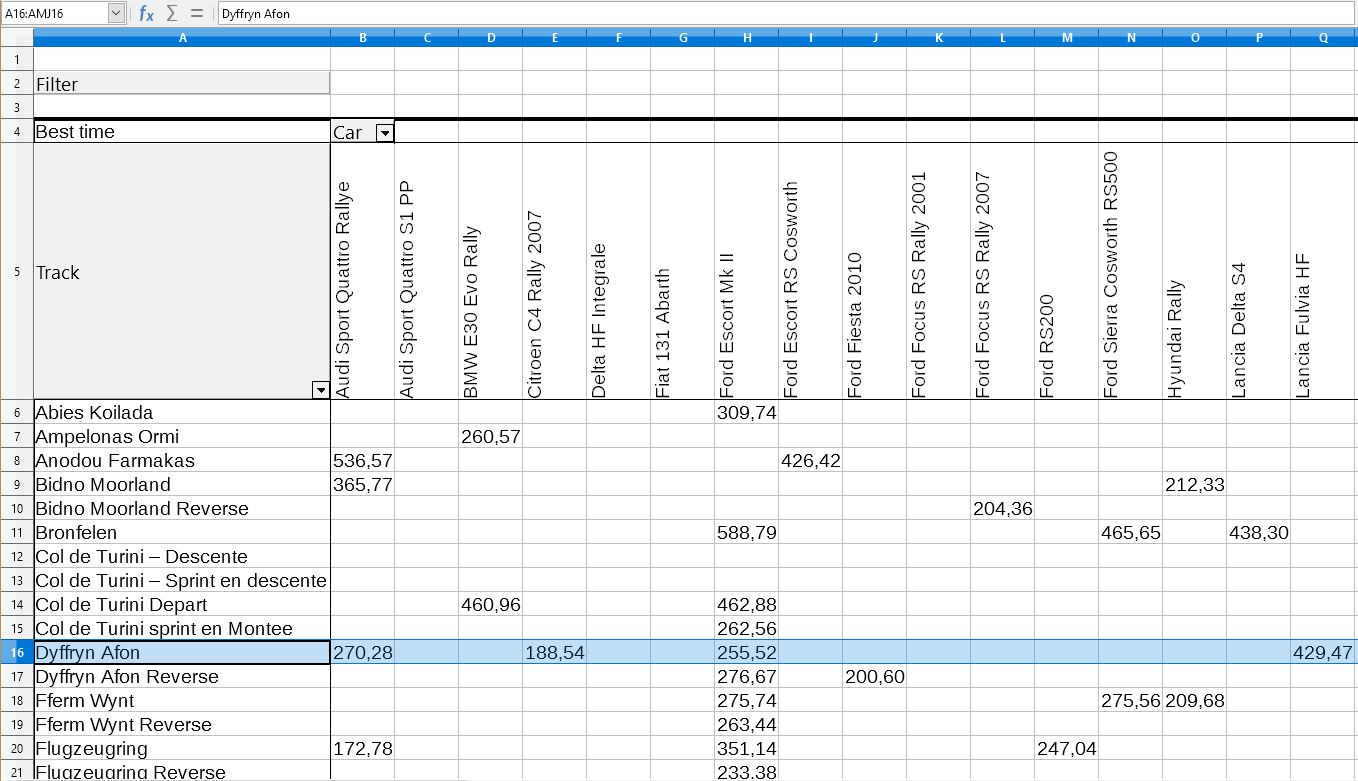 A16:AMJ16 fx Σ = Dyffryn Afon
A B C D E F G H I J K L M N O P Q
1
2 Filter
3
4 Best time Car
5 Track Audi Sport Quattro Rallye Audi Sport Quattro S1 PP BMW E30 Evo Rally Citroen C4 Rally 2007 Delta HF Integrale Fiat 131 Abarth Ford Escort Mk II Ford Escort RS Cosworth Ford Fiesta 2010 Ford Focus RS Rally 2001 Ford Focus RS Rally 2007 Ford RS200 Ford Sierra Cosworth RS500 Hyundai Rally Lancia Delta S4 Lancia Fulvia HF
6 Abies Koilada 309,74
7 Ampelonas Ormi 260,57
8 Anodou Farmakas 536,57 426,42
9 Bidno Moorland 365,77 212,33
10 Bidno Moorland Reverse 204,36
11 Bronfelen 588,79 465,65 438,30
12 Col de Turini – Descente
13 Col de Turini – Sprint en descente
14 Col de Turini Depart 460,96 462,88
15 Col de Turini sprint en Montee 262,56
16 Dyffryn Afon 270,28 188,54 255,52 429,47
17 Dyffryn Afon Reverse 276,67 200,60
18 Fferm Wynt 275,74 275,56 209,68
19 Fferm Wynt Reverse 263,44
20 Flugzeugring 172,78 351,14 247,04
21 Flugzeugring Reverse 233,38